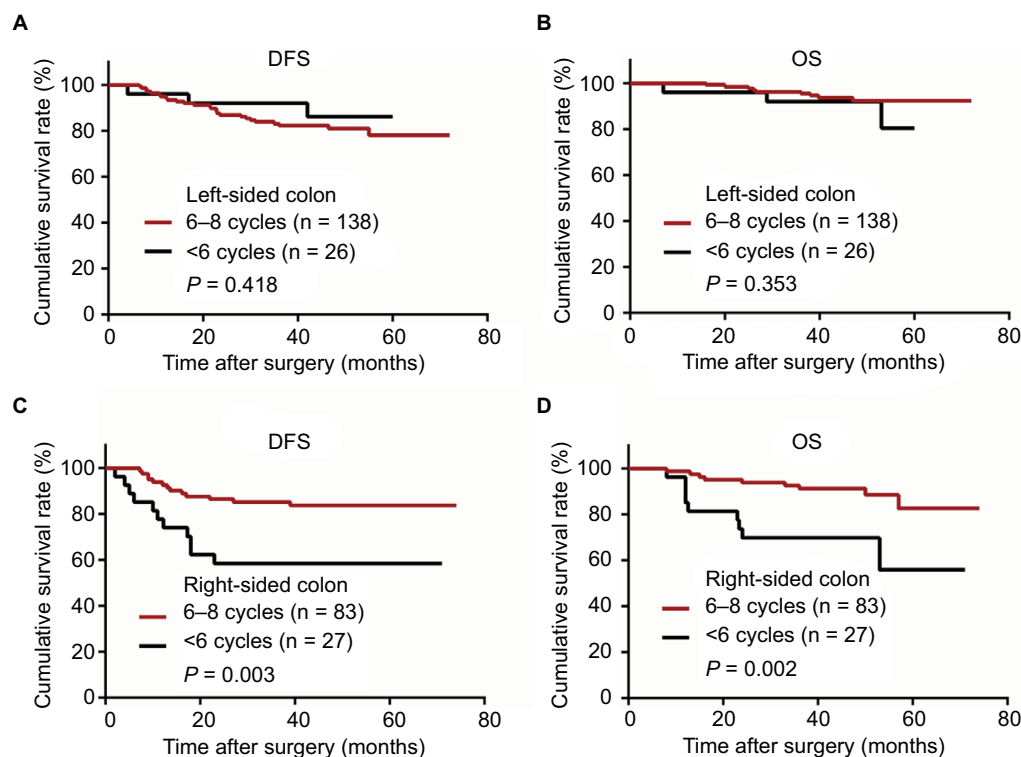 A
DFS
Cumulative survival rate (%)
100
80
60
40
20
0
Left-sided colon
6–8 cycles (n = 138)
<6 cycles (n = 26)
P = 0.418
0
20
40
60
80
Time after surgery (months)
B
OS
Cumulative survival rate (%)
100
80
60
40
20
0
Left-sided colon
6–8 cycles (n = 138)
<6 cycles (n = 26)
P = 0.353
0
20
40
60
80
Time after surgery (months)
C
DFS
Cumulative survival rate (%)
100
80
60
40
20
0
Right-sided colon
6–8 cycles (n = 83)
<6 cycles (n = 27)
P = 0.003
0
20
40
60
80
Time after surgery (months)
D
OS
Cumulative survival rate (%)
100
80
60
40
20
0
Right-sided colon
6–8 cycles (n = 83)
<6 cycles (n = 27)
P = 0.002
0
20
40
60
80
Time after surgery (months)